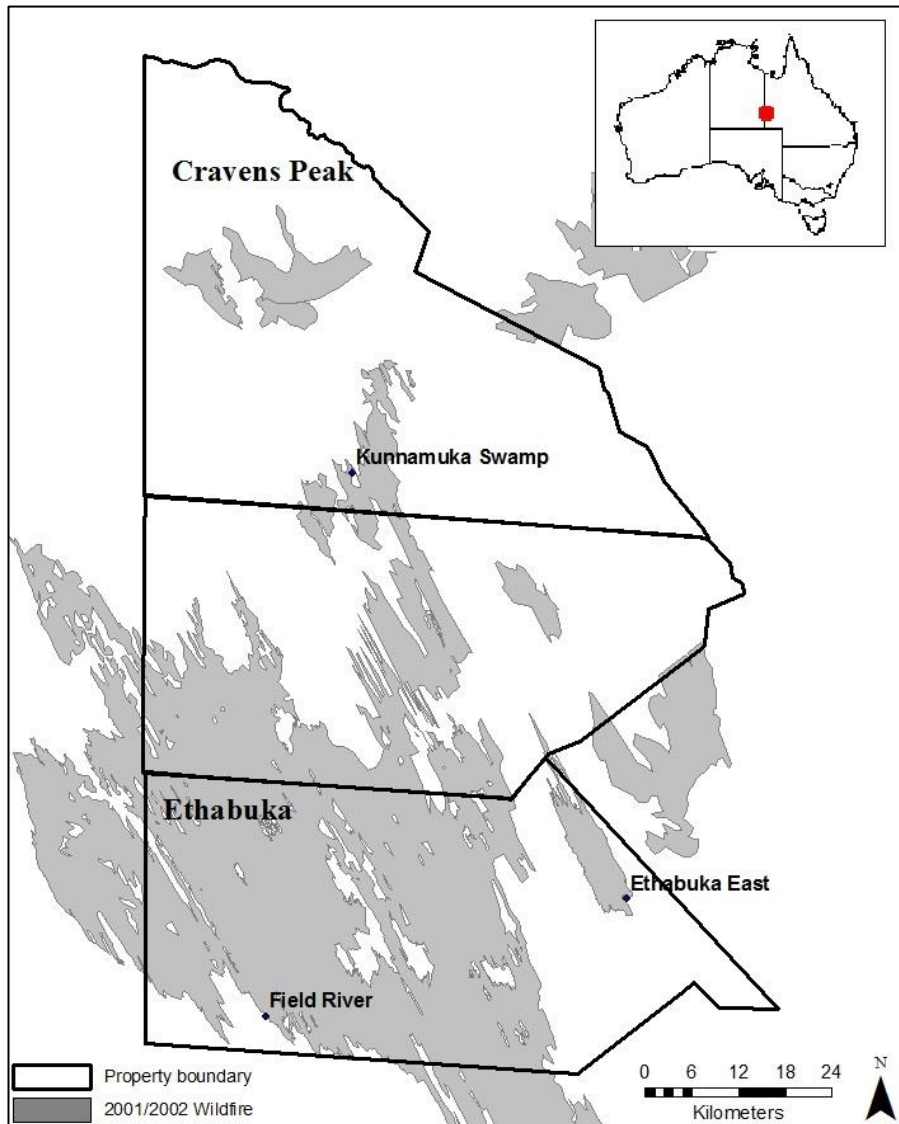 Cravens Peak
Kunnamuka Swamp
Ethabuka
Ethabuka East
Field River
Property boundary
2001/2002 Wildfire
0 3 6 12 18 24
Kilometers
N